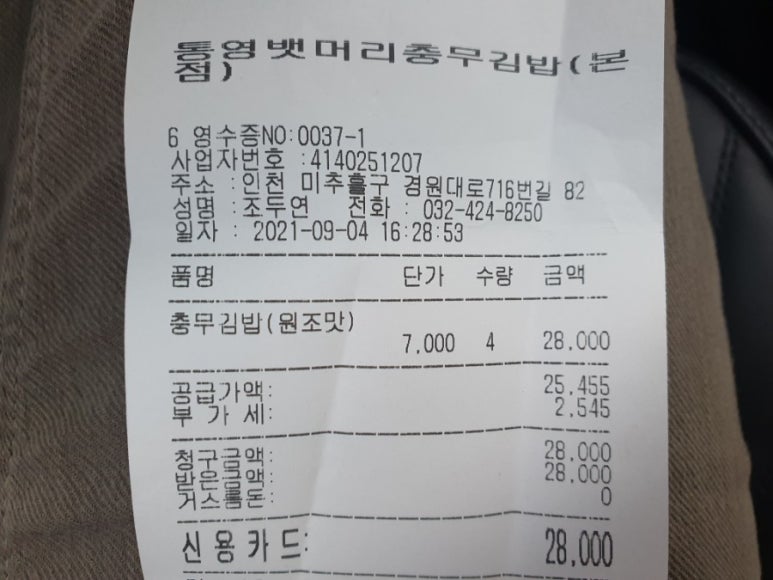 통영뱃머리충무김밥(본
점)
6 영수증NO:0037-1
사업자번호 :4140251207
주소 :인천 미추홀구 경원대로716번길 82
성명 :조두연 전화 : 032-424-8250
일자 : 2021-09-04 16:28:53
품명 단가 수량 금액
충무김밥(원조맛)
7,000 4 28,000
공급가액: 25,455
부 가 세: 2,545
청구금액: 28,000
받은금액: 28,000
거스름돈: 0
신용카드: 28,000